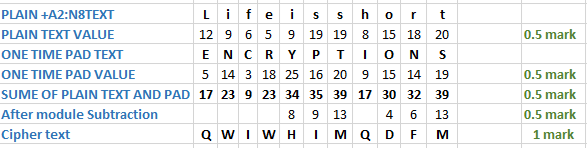 PLAIN +A2:N8TEXT L i f e i s s h o r t
PLAIN TEXT VALUE 12 9 6 5 9 19 19 8 15 18 20 0.5 mark
ONE TIME PAD TEXT E N C R Y P T I O N S
ONE TIME PAD VALUE 5 14 3 18 25 16 20 9 15 14 19 0.5 mark
SUME OF PLAIN TEXT AND PAD 17 23 9 23 34 35 39 17 30 32 39 0.5 mark
After module Subtraction 8 9 13 4 6 13 0.5 mark
Cipher text Q W I W H I M Q D F M 1 mark